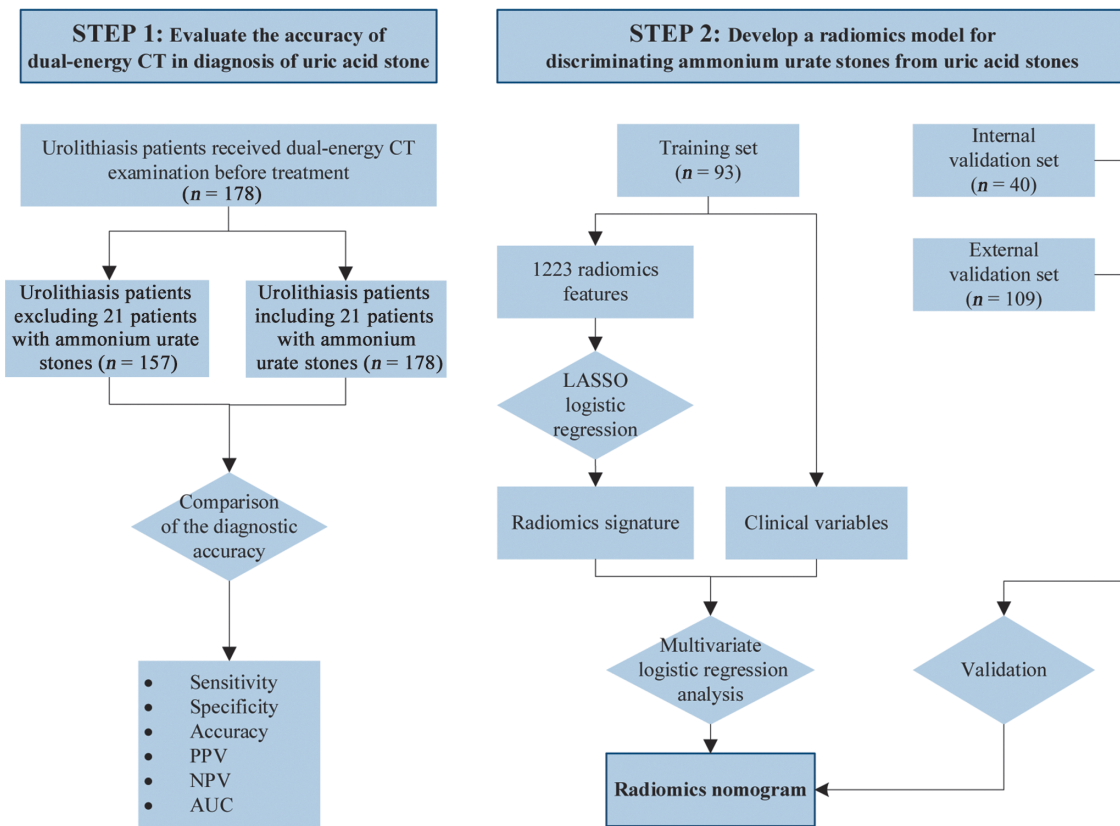 STEP 1: Evaluate the accuracy of
dual-energy CT in diagnosis of uric acid stone
Urolithiasis patients received dual-energy CT
examination before treatment
(n = 178)
Urolithiasis patients
excluding 21 patients
with ammonium urate
stones (n = 157)
Urolithiasis patients
including 21 patients
with ammonium
urate stones (n = 178)
Comparison
of the diagnostic
accuracy
• Sensitivity
• Specificity
• Accuracy
• PPV
• NPV
• AUC
STEP 2: Develop a radiomics model for
discriminating ammonium urate stones from uric acid stones
Training set
(n = 93)
Internal
validation set
(n = 40)
External
validation set
(n = 109)
1223 radiomics
features
LASSO
logistic
regression
Radiomics signature
Clinical variables
Multivariate
logistic regression
analysis
Validation
Radiomics nomogram